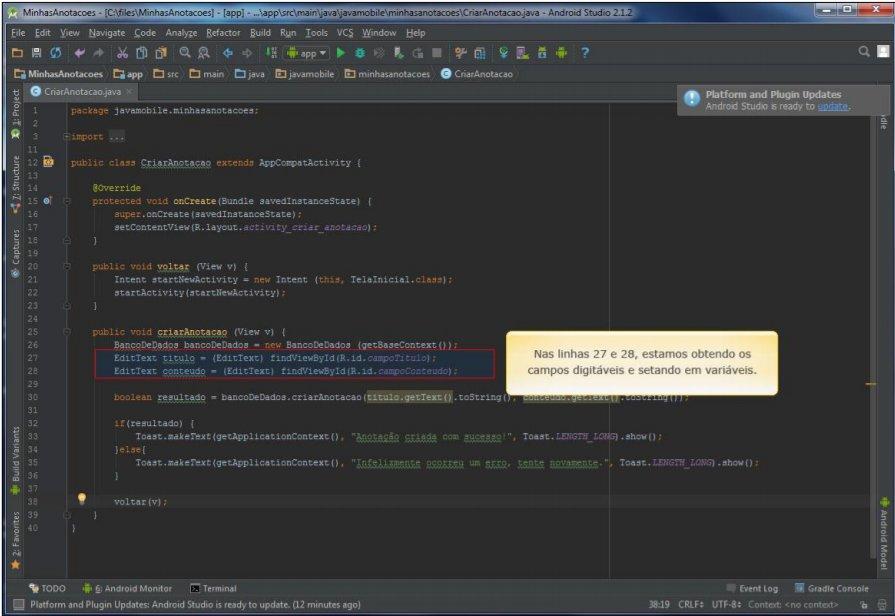 MinhasAnotacoes - [C:\files\MinhasAnotacoes] - [app] - ...\app\src\main\java\javamobile\minhasanotacoes\CriarAnotacao.java - Android Studio 2.1.2
File Edit View Navigate Code Analyze Refactor Build Run Tools VCS Window Help
app
MinhasAnotacoes app src main java javamobile minhasanotacoes CriarAnotacao
CriarAnotacao.java
Platform and Plugin Updates
Android Studio is ready to update.
1: Project
7: Structure
Captures
Build Variants
2: Favorites
Android Model
1 package javamobile.minhasanotacoes;
2
3 import ...
11
12 public class CriarAnotacao extends AppCompatActivity {
13
14 @Override
15 protected void onCreate(Bundle savedInstanceState) {
16 super.onCreate(savedInstanceState);
17 setContentView(R.layout.activity_criar_anotacao);
18 }
19
20 public void voltar (View v) {
21 Intent startNewActivity = new Intent (this, TelaInicial.class);
22 startActivity(startNewActivity);
23 }
24
25 public void criarAnotacao (View v) {
26 BancoDeDados bancoDeDados = new BancoDeDados (getBaseContext());
27 EditText titulo = (EditText) findViewById(R.id.campoTitulo);
28 EditText conteudo = (EditText) findViewById(R.id.campoConteudo);
Nas linhas 27 e 28, estamos obtendo os
campos digitáveis e setando em variáveis.
30 boolean resultado = bancoDeDados.criarAnotacao(titulo.getText().toString(), conteudo.getText().toString());
31
32 if(resultado) {
33 Toast.makeText(getApplicationContext(), "Anotação criada com sucesso!", Toast.LENGTH_LONG).show();
34 }else{
35 Toast.makeText(getApplicationContext(), "Infelizmente ocorreu um erro, tente novamente.", Toast.LENGTH_LONG).show();
36 }
37
38 voltar(v);
39 }
40 }
TODO 6: Android Monitor Terminal Event Log Gradle Console
Platform and Plugin Updates: Android Studio is ready to update. (12 minutes ago) 38:19 CRLF UTF-8 Context: <no context>